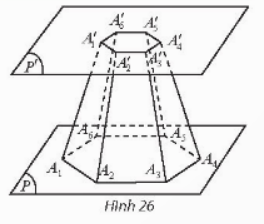 A'₆ A'₅
A'₁ A'₄
A'₂ A'₃
P'
A₆ A₅
A₁ A₂ A₃ A₄
P
Hình 26